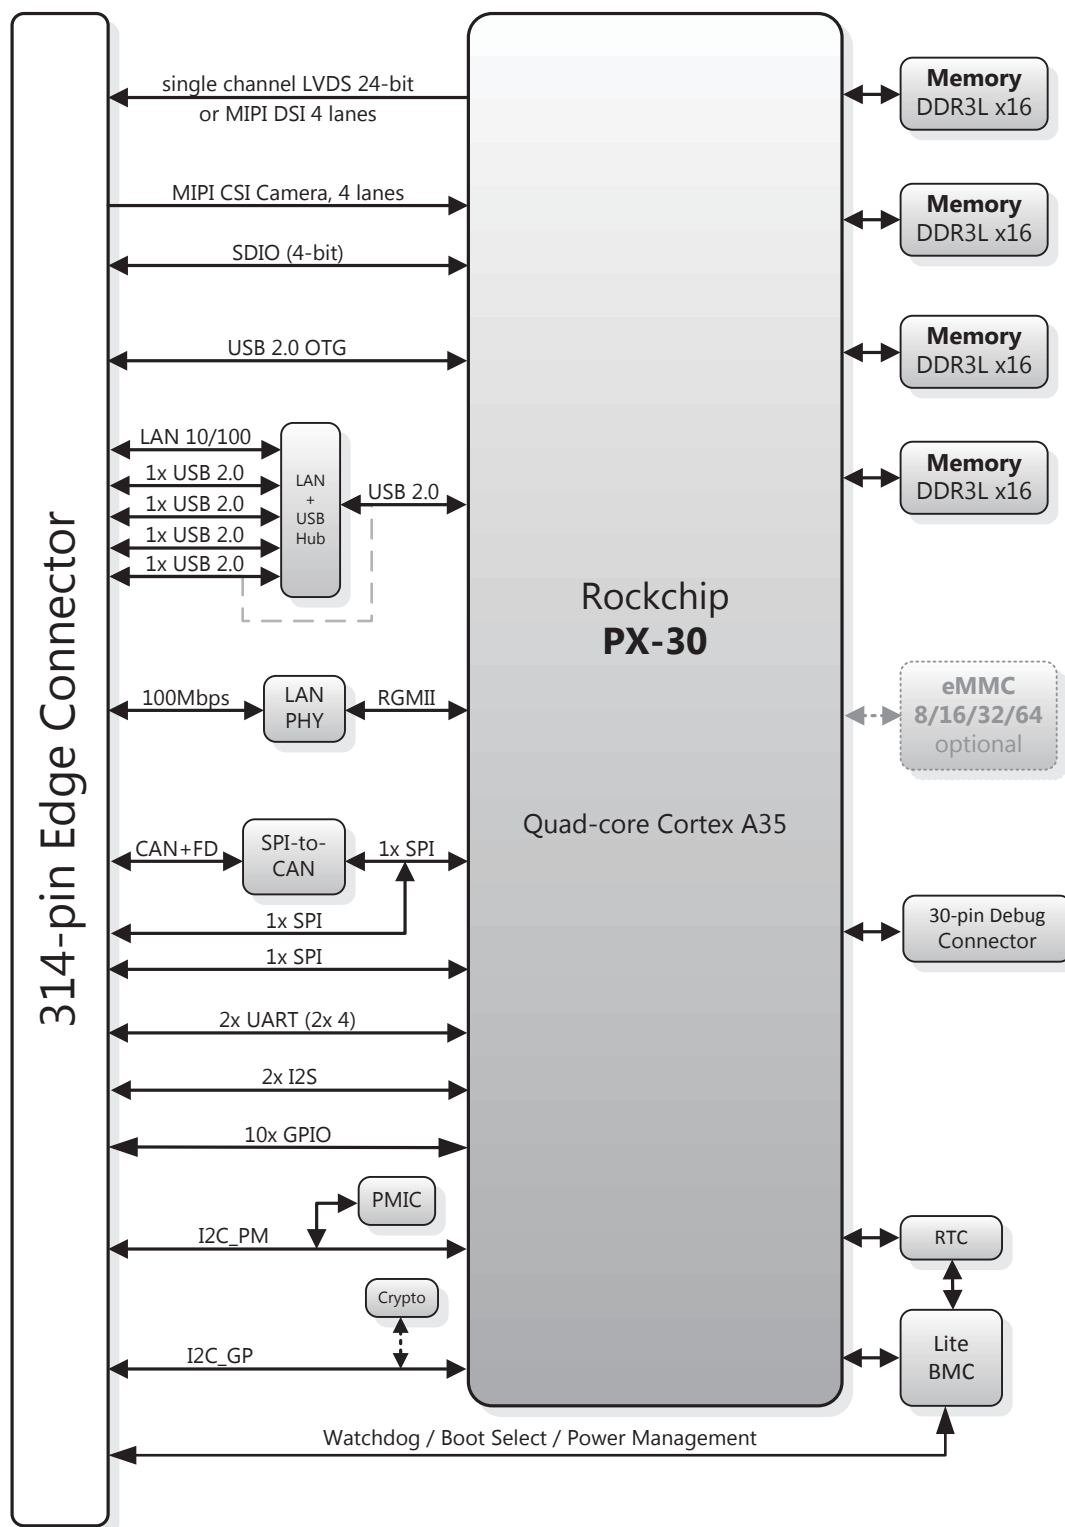 314-pin Edge Connector
single channel LVDS 24-bit
or MIPI DSI 4 lanes
MIPI CSI Camera, 4 lanes
SDIO (4-bit)
USB 2.0 OTG
LAN 10/100
1x USB 2.0
1x USB 2.0
1x USB 2.0
1x USB 2.0
LAN
+
USB
Hub
USB 2.0
100Mbps
LAN
PHY
RGMII
CAN+FD
SPI-to-
CAN
1x SPI
1x SPI
1x SPI
2x UART (2x 4)
2x I2S
10x GPIO
PMIC
I2C_PM
Crypto
I2C_GP
Watchdog / Boot Select / Power Management
Rockchip
PX-30
Quad-core Cortex A35
Memory
DDR3L x16
Memory
DDR3L x16
Memory
DDR3L x16
Memory
DDR3L x16
eMMC
8/16/32/64
optional
30-pin Debug
Connector
RTC
Lite
BMC